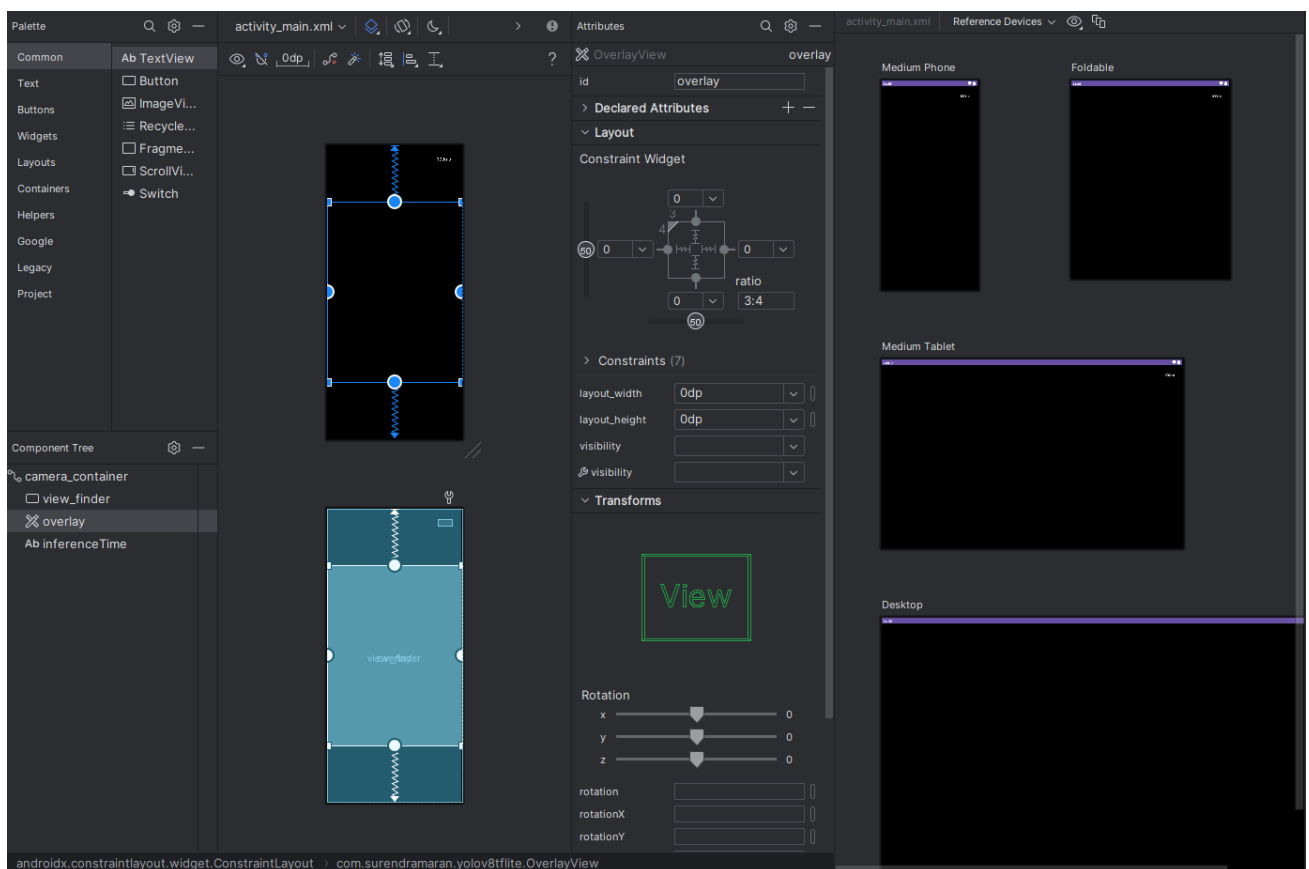 Palette
Common
Text
Buttons
Widgets
Layouts
Containers
Helpers
Google
Legacy
Project
Ab TextView
Button
ImageVi...
Recycle...
Fragme...
ScrollVi...
Switch
Component Tree
camera_container
view_finder
overlay
Ab inferenceTime
activity_main.xml
0dp
?
Attributes
OverlayView overlay
id overlay
Declared Attributes
Layout
Constraint Widget
0
3
4
50 0 0
ratio
0 3:4
50
Constraints (7)
layout_width 0dp
layout_height 0dp
visibility
visibility
Transforms
View
Rotation
x 0
y 0
z 0
rotation
rotationX
rotationY
activity_main.xml Reference Devices
Medium Phone Foldable
Medium Tablet
Desktop
androidx.constraintlayout.widget.ConstraintLayout > com.surendramaran.yolov8tflite.OverlayView